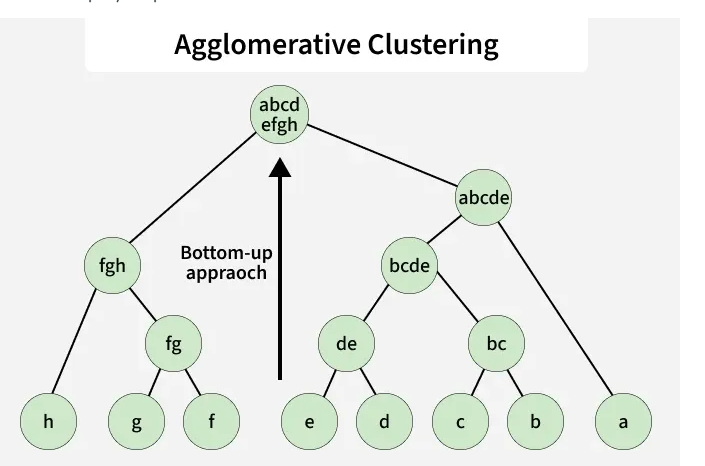 Agglomerative Clustering
abcd
efgh
abcde
Bottom-up
appraoch
fgh
bcde
fg
de
bc
h
g
f
e
d
c
b
a